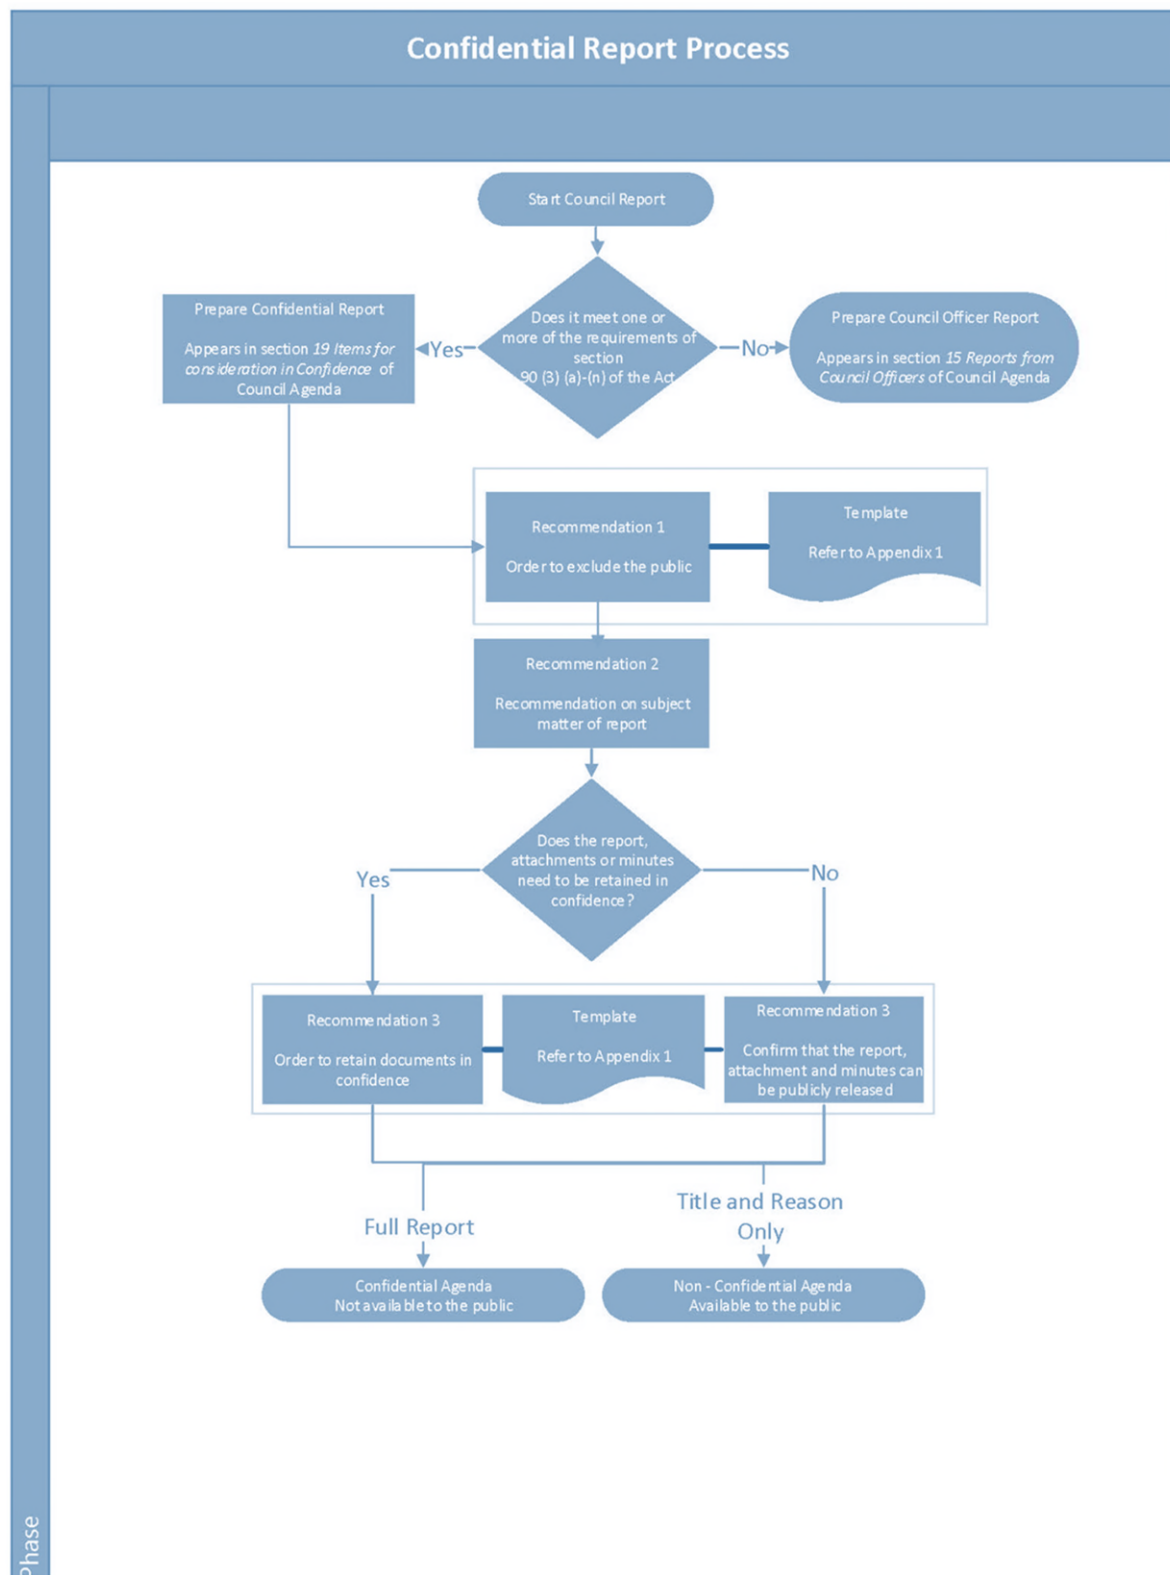 Confidential Report Process
Start Council Report
Does it meet one or
more of the requirements of
section
90 (3) (a)-(n) of the Act
Yes
No
Prepare Confidential Report
Appears in section 19 Items for
consideration in Confidence of
Council Agenda
Prepare Council Officer Report
Appears in section 15 Reports from
Council Officers of Council Agenda
Recommendation 1
Order to exclude the public
Template
Refer to Appendix 1
Recommendation 2
Recommendation on subject
matter of report
Does the report,
attachments or minutes
need to be retained in
confidence?
Yes
No
Recommendation 3
Order to retain documents in
confidence
Template
Refer to Appendix 1
Recommendation 3
Confirm that the report,
attachment and minutes can
be publicly released
Full Report
Title and Reason
Only
Confidential Agenda
Not available to the public
Non - Confidential Agenda
Available to the public
Phase